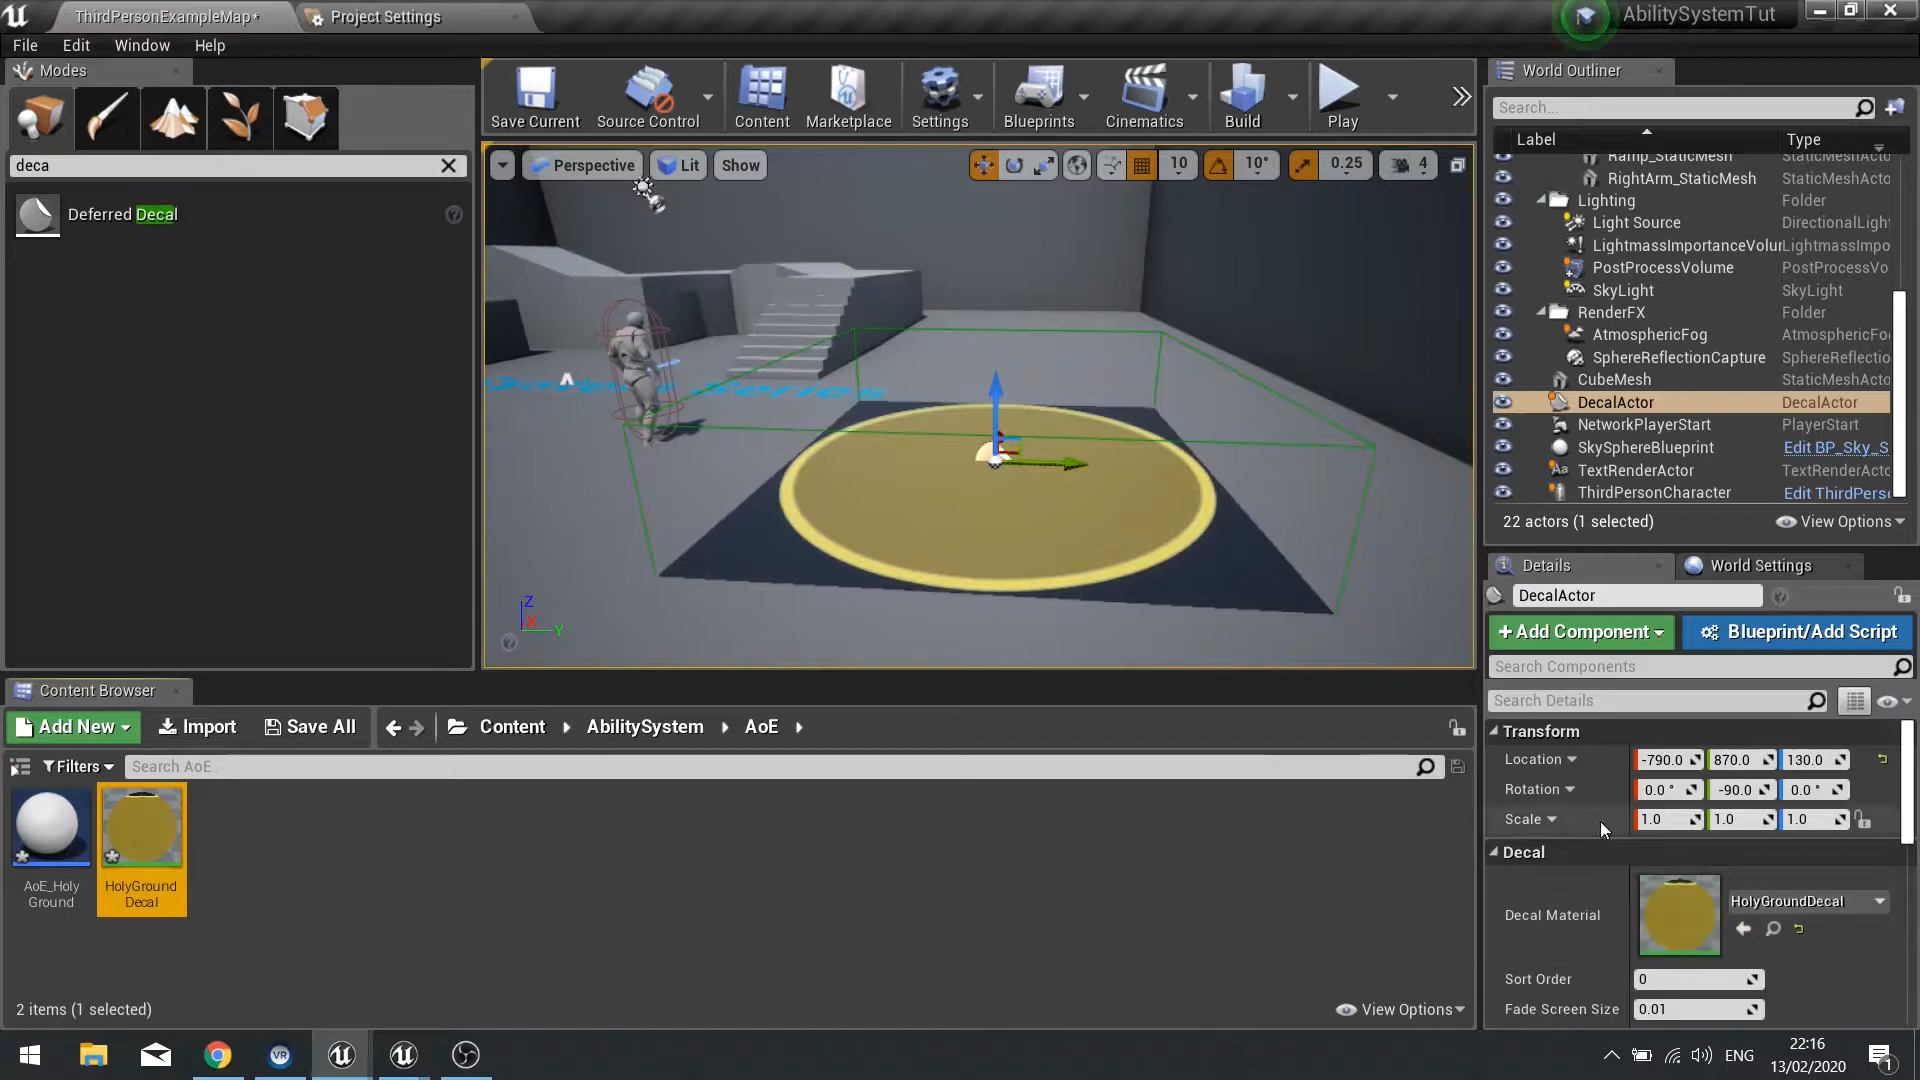 ThirdPersonExampleMap*
Project Settings
AbilitySystemTut
File Edit Window Help
Modes
deca
Deferred Decal
Save Current
Source Control
Content
Marketplace
Settings
Blueprints
Cinematics
Build
Play
Perspective
Lit
Show
10
10°
0.25
4
Z
X
Y
World Outliner
Search...
Label Type
Ramp_StaticMesh StaticMeshActo
RightArm_StaticMesh StaticMeshActo
Lighting Folder
Light Source DirectionalLight
LightmassImportanceVolur LightmassImpo
PostProcessVolume PostProcessVo
SkyLight SkyLight
RenderFX Folder
AtmosphericFog AtmosphericFo
SphereReflectionCapture SphereReflectio
CubeMesh StaticMeshActo
DecalActor DecalActor
NetworkPlayerStart PlayerStart
SkySphereBlueprint Edit BP_Sky_S
TextRenderActor TextRenderActo
ThirdPersonCharacter Edit ThirdPerso
22 actors (1 selected) View Options
Details
World Settings
DecalActor
+Add Component
Blueprint/Add Script
Search Components
Search Details
Transform
Location -790.0 870.0 130.0
Rotation 0.0 ° -90.0 0.0 °
Scale 1.0 1.0 1.0
Decal
Decal Material
HolyGroundDecal
Sort Order 0
Fade Screen Size 0.01
Content Browser
Add New Import Save All Content AbilitySystem AoE
Filters
Search AoE
AoE_Holy
Ground
HolyGround
Decal
2 items (1 selected)
View Options
VR
ENG
22:16
13/02/2020
1